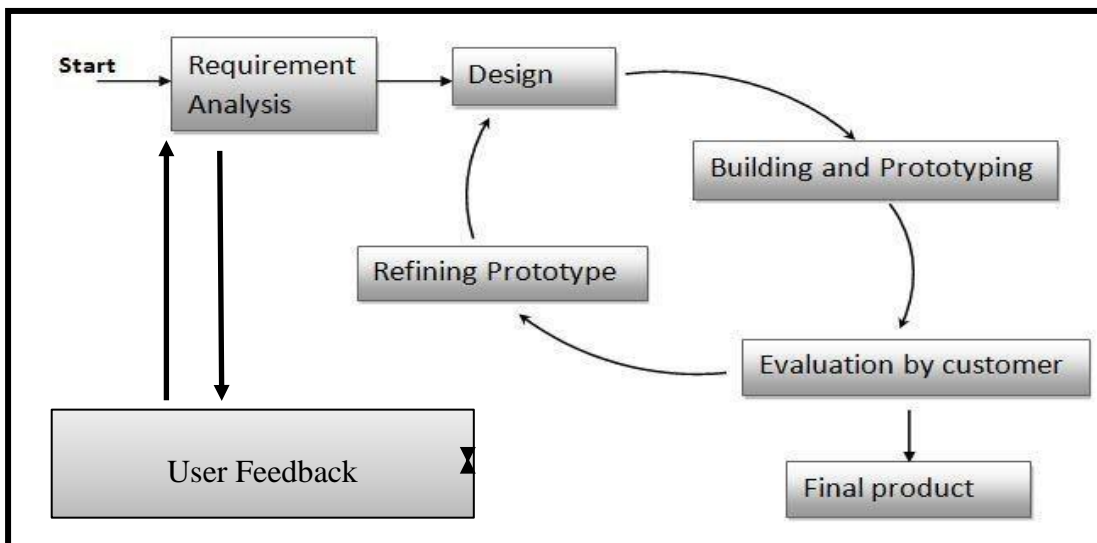 Start
Requirement
Analysis
Design
Building and Prototyping
Refining Prototype
Evaluation by customer
User Feedback
Final product